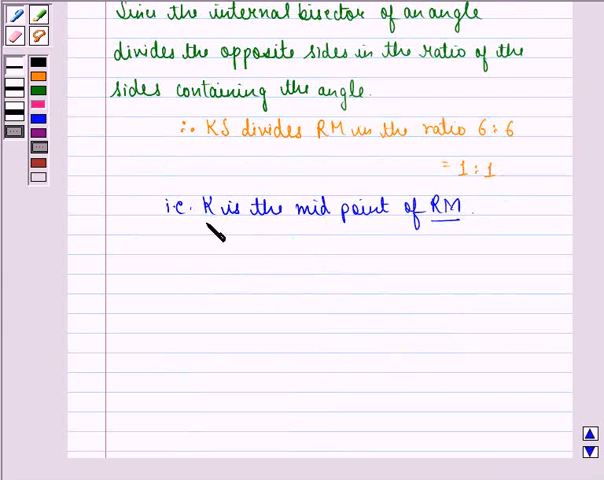 Since the internal bisector of an angle
divides the opposite sides in the ratio of the
sides containing the angle.
∴ KS divides RM in the ratio 6:6
= 1:1
i.e. K is the mid point of RM.